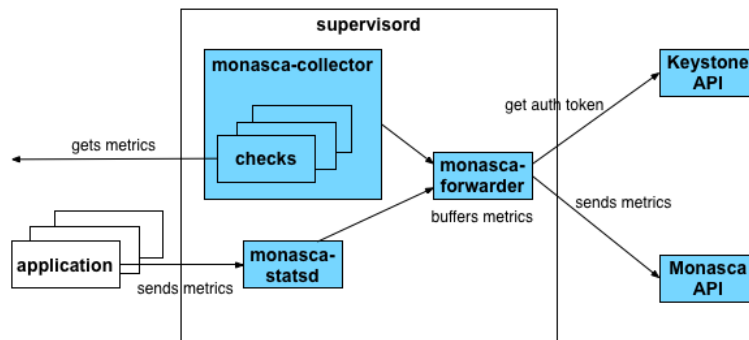 supervisord
monasca-collector
Keystone
API
get auth token
gets metrics
checks
monasca-
forwarder
buffers metrics
sends metrics
application
monasca-
statsd
sends metrics
Monasca
API